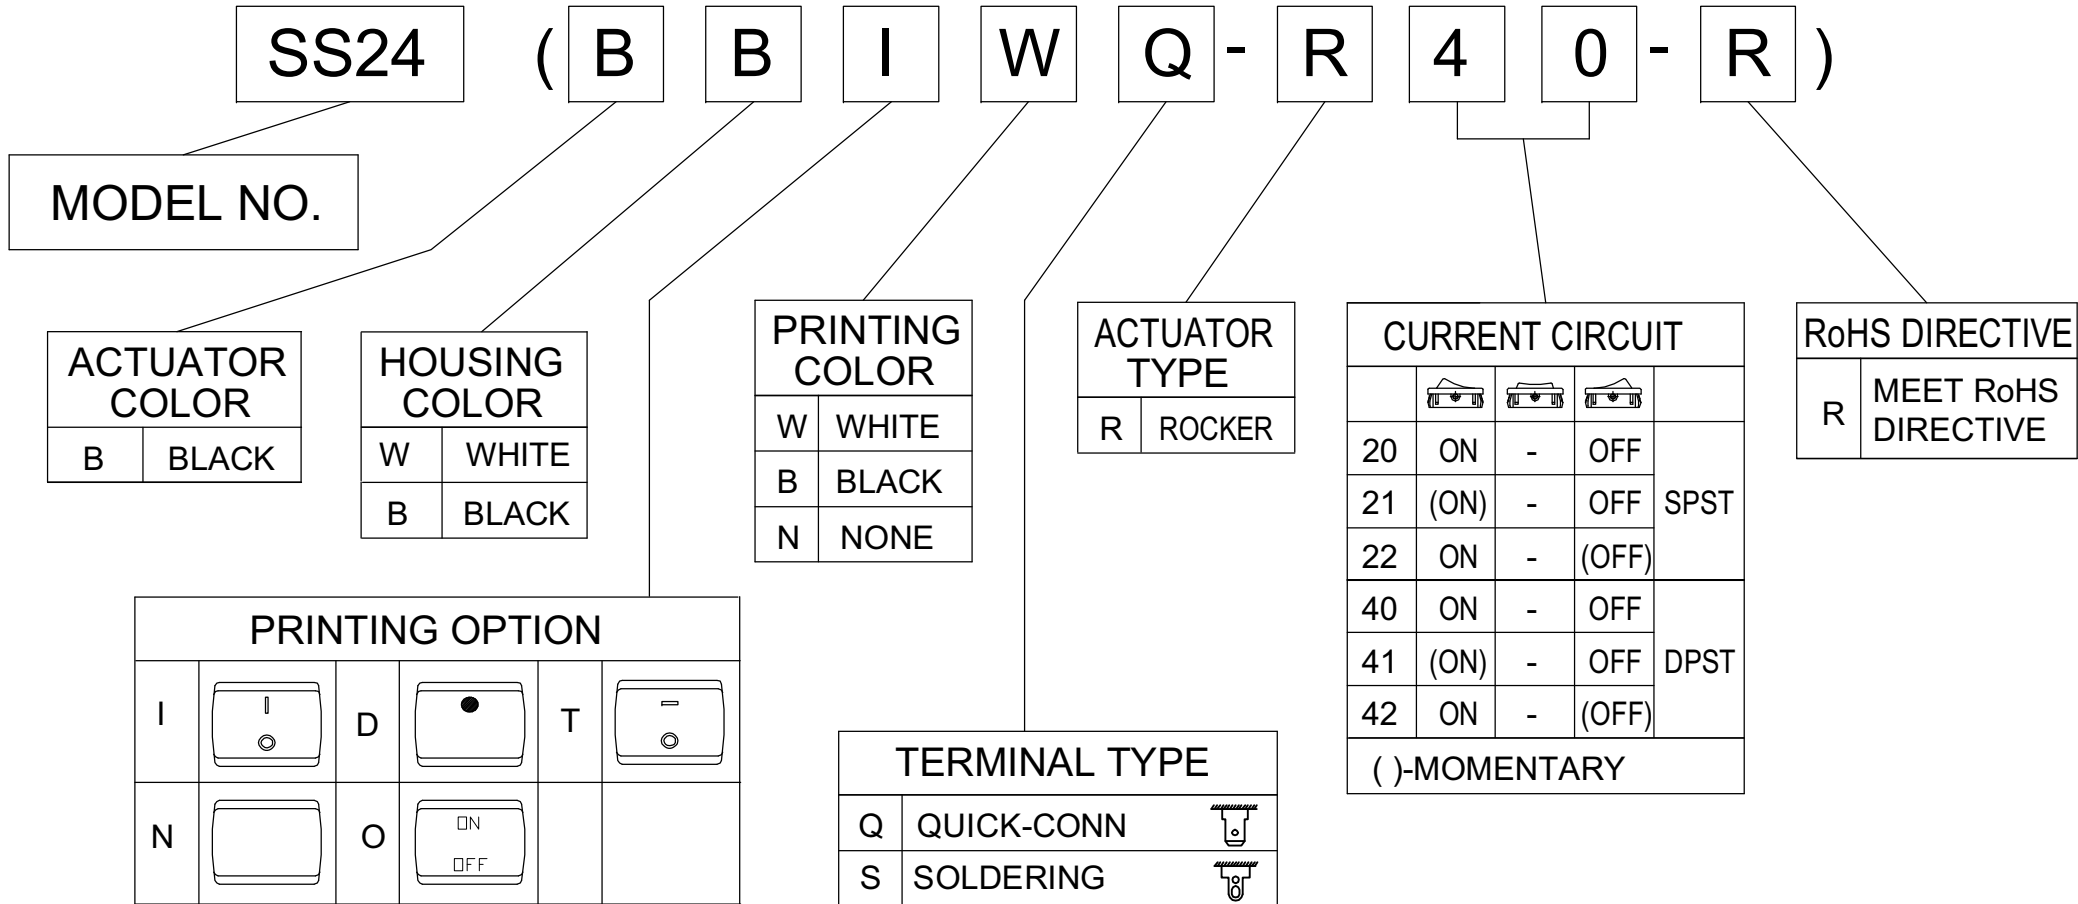 SS24 ( B B I W Q - R 4 0 - R )
MODEL NO.
ACTUATOR
COLOR
B BLACK
HOUSING
COLOR
W WHITE
B BLACK
PRINTING
COLOR
W WHITE
B BLACK
N NONE
ACTUATOR
TYPE
R ROCKER
CURRENT CIRCUIT
20 ON - OFF
21 (ON) - OFF SPST
22 ON - (OFF)
40 ON - OFF
41 (ON) - OFF DPST
42 ON - (OFF)
( )-MOMENTARY
RoHS DIRECTIVE
R MEET RoHS
DIRECTIVE
PRINTING OPTION
I D T
N O
ON
OFF
TERMINAL TYPE
Q QUICK-CONN
S SOLDERING